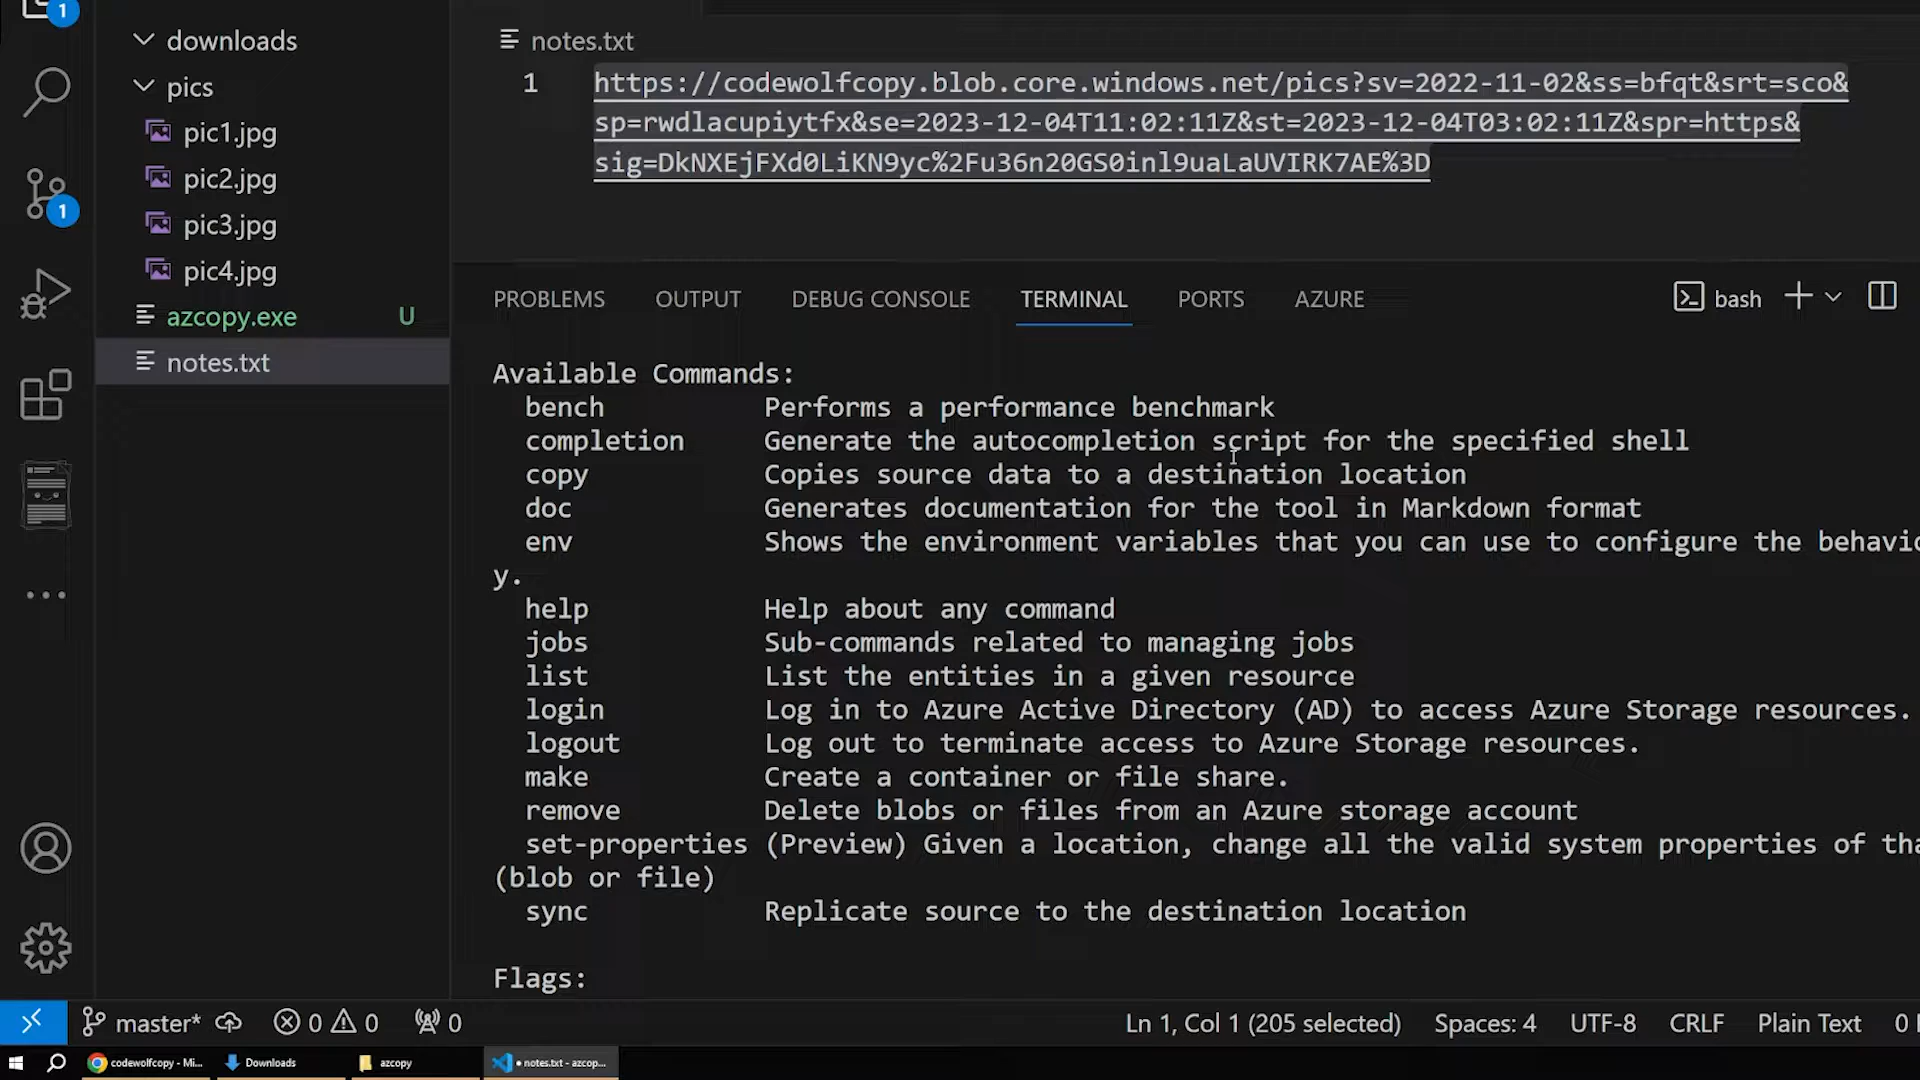 1
downloads
pics
pic1.jpg
pic2.jpg
pic3.jpg
pic4.jpg
azcopy.exe U
notes.txt
1
notes.txt
1 https://codewolfcopy.blob.core.windows.net/pics?sv=2022-11-02&ss=bfqt&srt=sco&
sp=rwdlacupiytfx&se=2023-12-04T11:02:11Z&st=2023-12-04T03:02:11Z&spr=https&
sig=DkNXEjFXd0LiKN9yc%2Fu36n20GS0inl9uaLaUVIRK7AE%3D
PROBLEMS OUTPUT DEBUG CONSOLE TERMINAL PORTS AZURE bash
Available Commands:
bench Performs a performance benchmark
completion Generate the autocompletion script for the specified shell
copy Copies source data to a destination location
doc Generates documentation for the tool in Markdown format
env Shows the environment variables that you can use to configure the behavio
y.
help Help about any command
jobs Sub-commands related to managing jobs
list List the entities in a given resource
login Log in to Azure Active Directory (AD) to access Azure Storage resources.
logout Log out to terminate access to Azure Storage resources.
make Create a container or file share.
remove Delete blobs or files from an Azure storage account
set-properties (Preview) Given a location, change all the valid system properties of tha
(blob or file)
sync Replicate source to the destination location
Flags:
master* 0 0 0 Ln 1, Col 1 (205 selected) Spaces: 4 UTF-8 CRLF Plain Text 0
codewolfcopy - Mi... Downloads azcopy notes.txt - azcop...